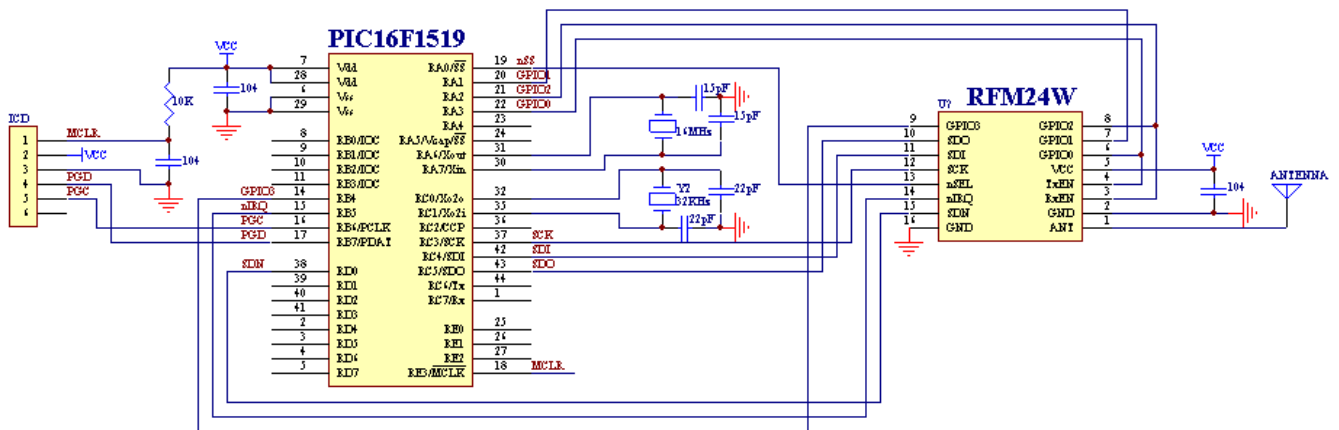 PIC16F1519
VCC
104
10K
ICD
1 MCLR
2 VCC
3
4 PGD
5 PGC
6
104
7 Vdd
28 Vdd
6 Vss
29 Vss
8 RB0/IOC
9 RB1/IOC
10 RB2/IOC
11 RB3/IOC
GPIO3 14 RB4
nIRQ 15 RB5
PGC 16 RB6/PCLK
PGD 17 RB7/PDAT
SDN 38 RD0
39 RD1
40 RD2
41 RD3
2 RD4
3 RD5
4 RD6
5 RD7
RA0/SS 19 nSS
RA1 20 GPIO1
RA2 21 GPIO2
RA3 22 GPIO0
RA4 23
RA5/Vcap/SS 24
RA6/Xout 31
RA7/Xin 30
RC0/Xo2o 32
RC1/Xo2i 35
RC2/CCP 36
RC3/SCK 37 SCK
RC4/SDI 42 SDI
RC5/SDO 43 SDO
RC6/Tx 44
RC7/Rx 1
RE0 25
RE1 26
RE2 27
RE3/MCLK 18 MCLR
15pF
15pF
16MHs
Y?
32KHs
22pF
22pF
U?
RFM24W
9 GPIO3
10 SDO
11 SDI
12 SCK
13 nSEL
14 nIRQ
15 SDN
16 GND
GPIO2 8
GPIO1 7
GPIO0 6
VCC 5
TxEN 4
RxEN 3
GND 2
ANT 1
VCC
104
ANTENNA